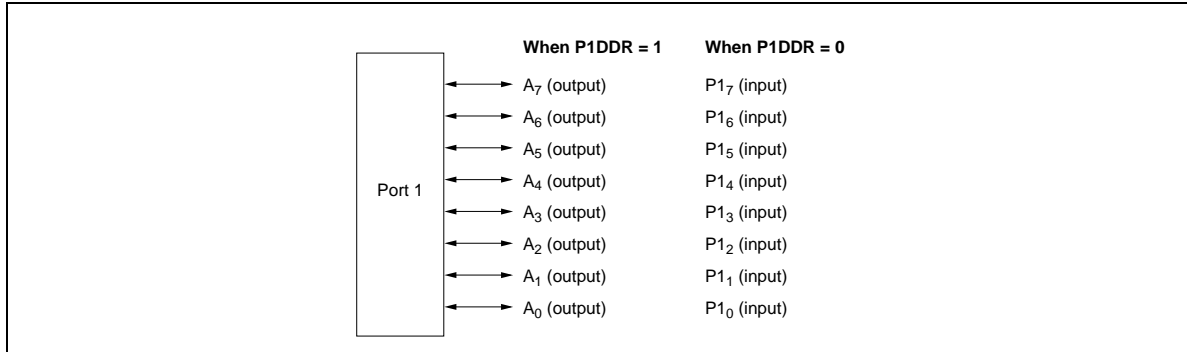 When P1DDR = 1 When P1DDR = 0
A7 (output) P17 (input)
A6 (output) P16 (input)
A5 (output) P15 (input)
A4 (output) P14 (input)
Port 1
A3 (output) P13 (input)
A2 (output) P12 (input)
A1 (output) P11 (input)
A0 (output) P10 (input)